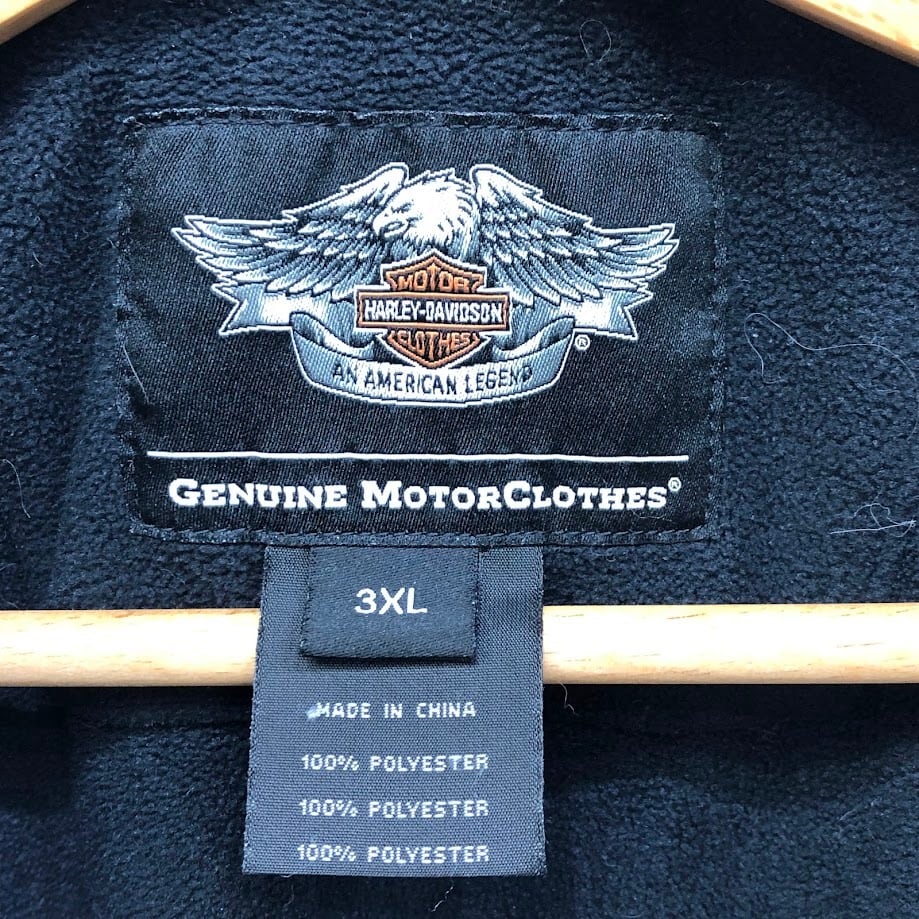 MOTOR
HARLEY-DAVIDSON
CLOTHES
®
AN AMERICAN LEGEND
GENUINE MOTORCLOTHES®
3XL
MADE IN CHINA
100% POLYESTER
100% POLYESTER
100% POLYESTER